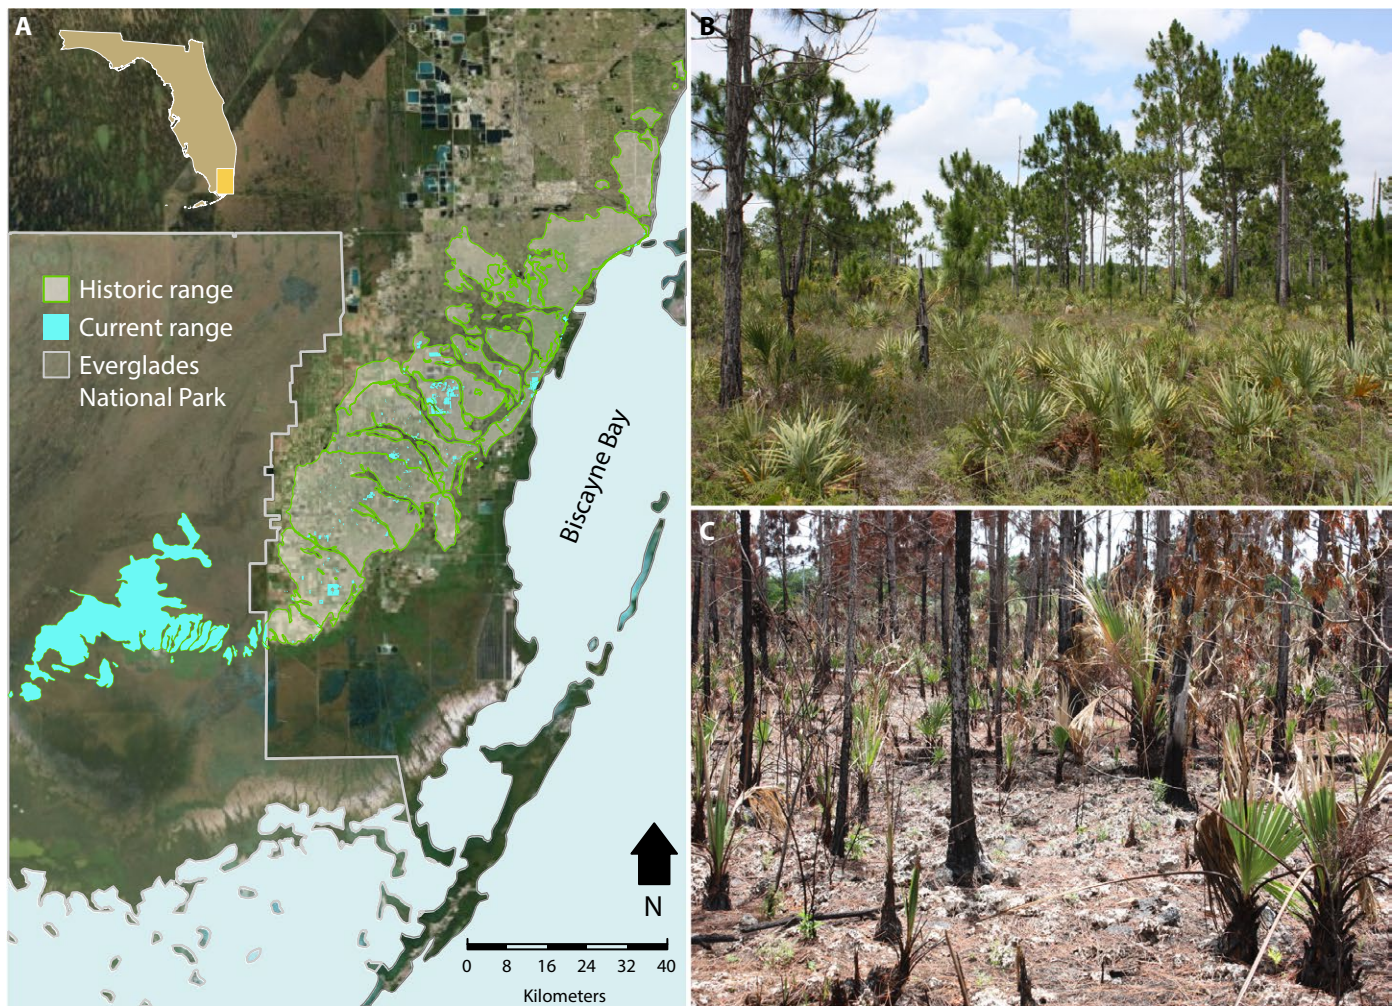 A
Historic range
Current range
Everglades
National Park
Biscayne Bay
N
0 8 16 24 32 40
Kilometers
B
C